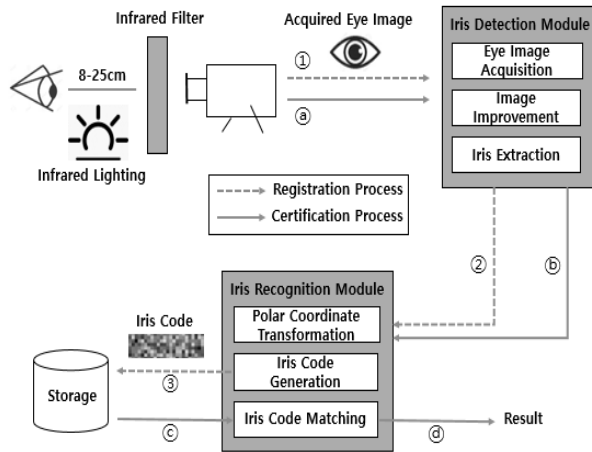 Infrared Filter
Acquired Eye Image
Iris Detection Module
8-25cm
①
Eye Image
Acquisition
ⓐ
Image
Improvement
Infrared Lighting
Iris Extraction
Registration Process
Certification Process
②
ⓑ
Iris Recognition Module
Iris Code
Polar Coordinate
Transformation
③
Iris Code
Generation
Storage
ⓒ
Iris Code Matching
ⓓ
Result